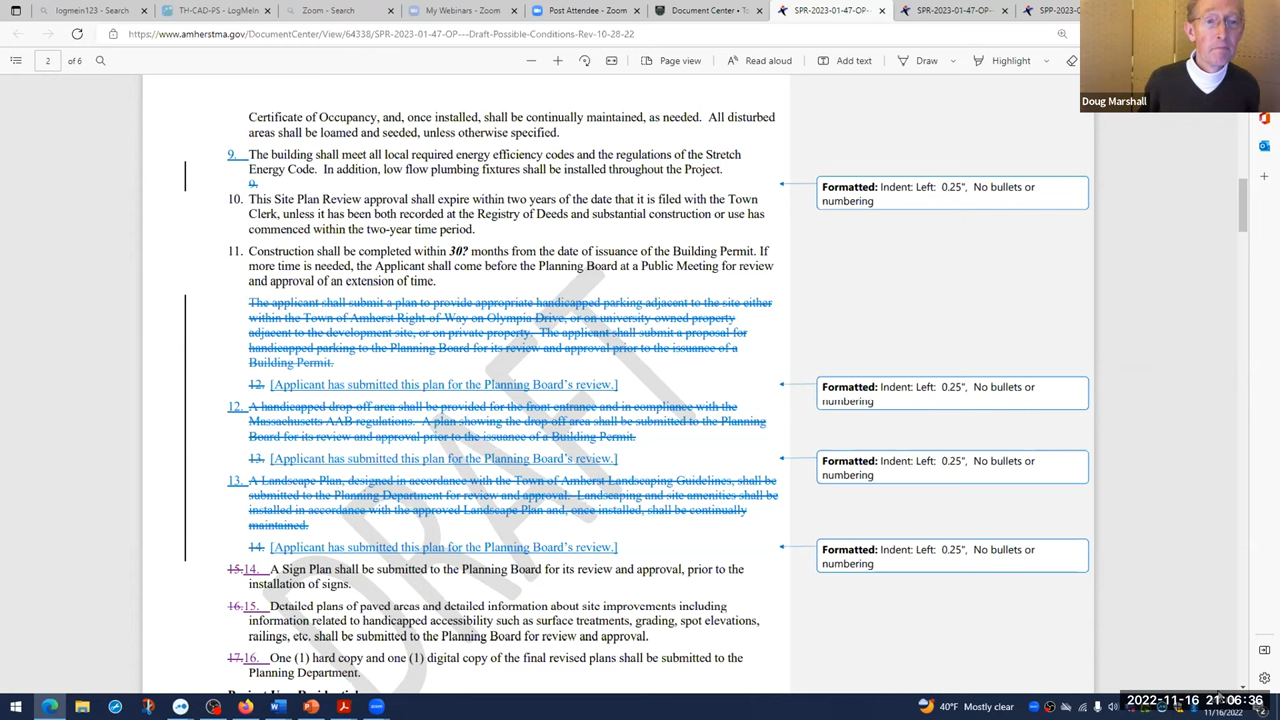 logmein123 - Search
TH-CAD-PS - LogMeIn
Zoom - Search
My Webinars - Zoom
Post Attendee - Zoom
Document Center • To
SPR-2023-01-47-OP-
SPR-2023-01-47-OP-
SPR-2023-0
https://www.amherstma.gov/DocumentCenter/View/64338/SPR-2023-01-47-OP---Draft-Possible-Conditions-Rev-10-28-22
2 of 6
Page view
Read aloud
Add text
Draw
Highlight
Doug Marshall
Certificate of Occupancy, and, once installed, shall be continually maintained, as needed. All disturbed
areas shall be loamed and seeded, unless otherwise specified.
9. The building shall meet all local required energy efficiency codes and the regulations of the Stretch
Energy Code. In addition, low flow plumbing fixtures shall be installed throughout the Project.
9.
Formatted: Indent: Left: 0.25", No bullets or
numbering
10. This Site Plan Review approval shall expire within two years of the date that it is filed with the Town
Clerk, unless it has been both recorded at the Registry of Deeds and substantial construction or use has
commenced within the two-year time period.
11. Construction shall be completed within 30? months from the date of issuance of the Building Permit. If
more time is needed, the Applicant shall come before the Planning Board at a Public Meeting for review
and approval of an extension of time.
The applicant shall submit a plan to provide appropriate handicapped parking adjacent to the site either
within the Town of Amherst Right-of-Way on Olympia Drive, or on university-owned property
adjacent to the development site, or on private property. The applicant shall submit a proposal for
handicapped parking to the Planning Board for its review and approval prior to the issuance of a
Building Permit.
12. [Applicant has submitted this plan for the Planning Board's review.]
Formatted: Indent: Left: 0.25", No bullets or
numbering
12. A handicapped drop off area shall be provided for the front entrance and in compliance with the
Massachusetts AAB regulations. A plan showing the drop off area shall be submitted to the Planning
Board for its review and approval prior to the issuance of a Building Permit.
13. [Applicant has submitted this plan for the Planning Board's review.]
Formatted: Indent: Left: 0.25", No bullets or
numbering
13. A Landscape Plan, designed in accordance with the Town of Amherst Landscaping Guidelines, shall be
submitted to the Planning Department for review and approval. Landscaping and site amenities shall be
installed in accordance with the approved Landscape Plan and, once installed, shall be continually
maintained.
14. [Applicant has submitted this plan for the Planning Board's review.]
Formatted: Indent: Left: 0.25", No bullets or
numbering
15.14. A Sign Plan shall be submitted to the Planning Board for its review and approval, prior to the
installation of signs.
16.15. Detailed plans of paved areas and detailed information about site improvements including
information related to handicapped accessibility such as surface treatments, grading, spot elevations,
railings, etc. shall be submitted to the Planning Board for review and approval.
17.16. One (1) hard copy and one (1) digital copy of the final revised plans shall be submitted to the
Planning Department.
DRAFT
40°F Mostly clear
2022-11-16 21:06:36
11/16/2022